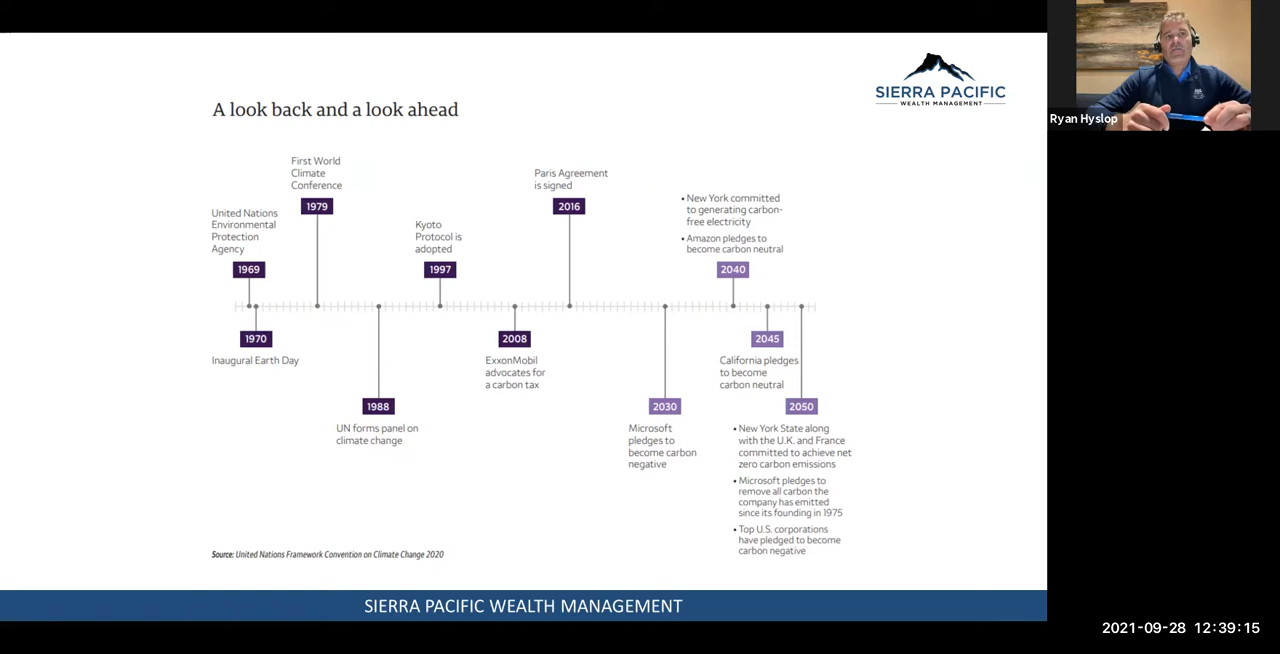 A look back and a look ahead
SIERRA PACIFIC
WEALTH MANAGEMENT
Ryan Hyslop
United Nations
Environmental
Protection
Agency
1969
1970
Inaugural Earth Day
First World
Climate
Conference
1979
1988
UN forms panel on
climate change
Kyoto
Protocol is
adopted
1997
2008
ExxonMobil
advocates for
a carbon tax
Paris Agreement
is signed
2016
2030
Microsoft
pledges to
become carbon
negative
• New York committed
to generating carbon-
free electricity
• Amazon pledges to
become carbon neutral
2040
2045
California pledges
to become
carbon neutral
2050
• New York State along
with the U.K. and France
committed to achieve net
zero carbon emissions
• Microsoft pledges to
remove all carbon the
company has emitted
since its founding in 1975
• Top U.S. corporations
have pledged to become
carbon negative
Source: United Nations Framework Convention on Climate Change 2020
SIERRA PACIFIC WEALTH MANAGEMENT
2021-09-28 12:39:15